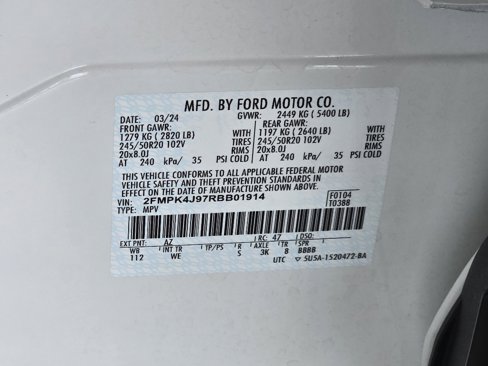 MFD. BY FORD MOTOR CO.
DATE: 03/24 GVWR: 2449 KG ( 5400 LB)
FRONT GAWR: REAR GAWR:
1279 KG ( 2820 LB) WITH 1197 KG ( 2640 LB) WITH
245/50R20 102V TIRES 245/50R20 102V TIRES
20x8.0J RIMS 20x8.0J RIMS
AT 240 kPa/ 35 PSI COLD AT 240 kPa/ 35 PSI COLD
THIS VEHICLE CONFORMS TO ALL APPLICABLE FEDERAL MOTOR
VEHICLE SAFETY AND THEFT PREVENTION STANDARDS IN
EFFECT ON THE DATE OF MANUFACTURE SHOWN ABOVE.
VIN: 2FMPK4J97RBB01914 F0104
TYPE: MPV T0388
EXT PNT: AZ RC: 47 DSO:
WB INT TR TP/PS R AXLE TR SPR
112 WE S 3K 8 BBBB
UTC ▽ 5U5A-1520472-BA